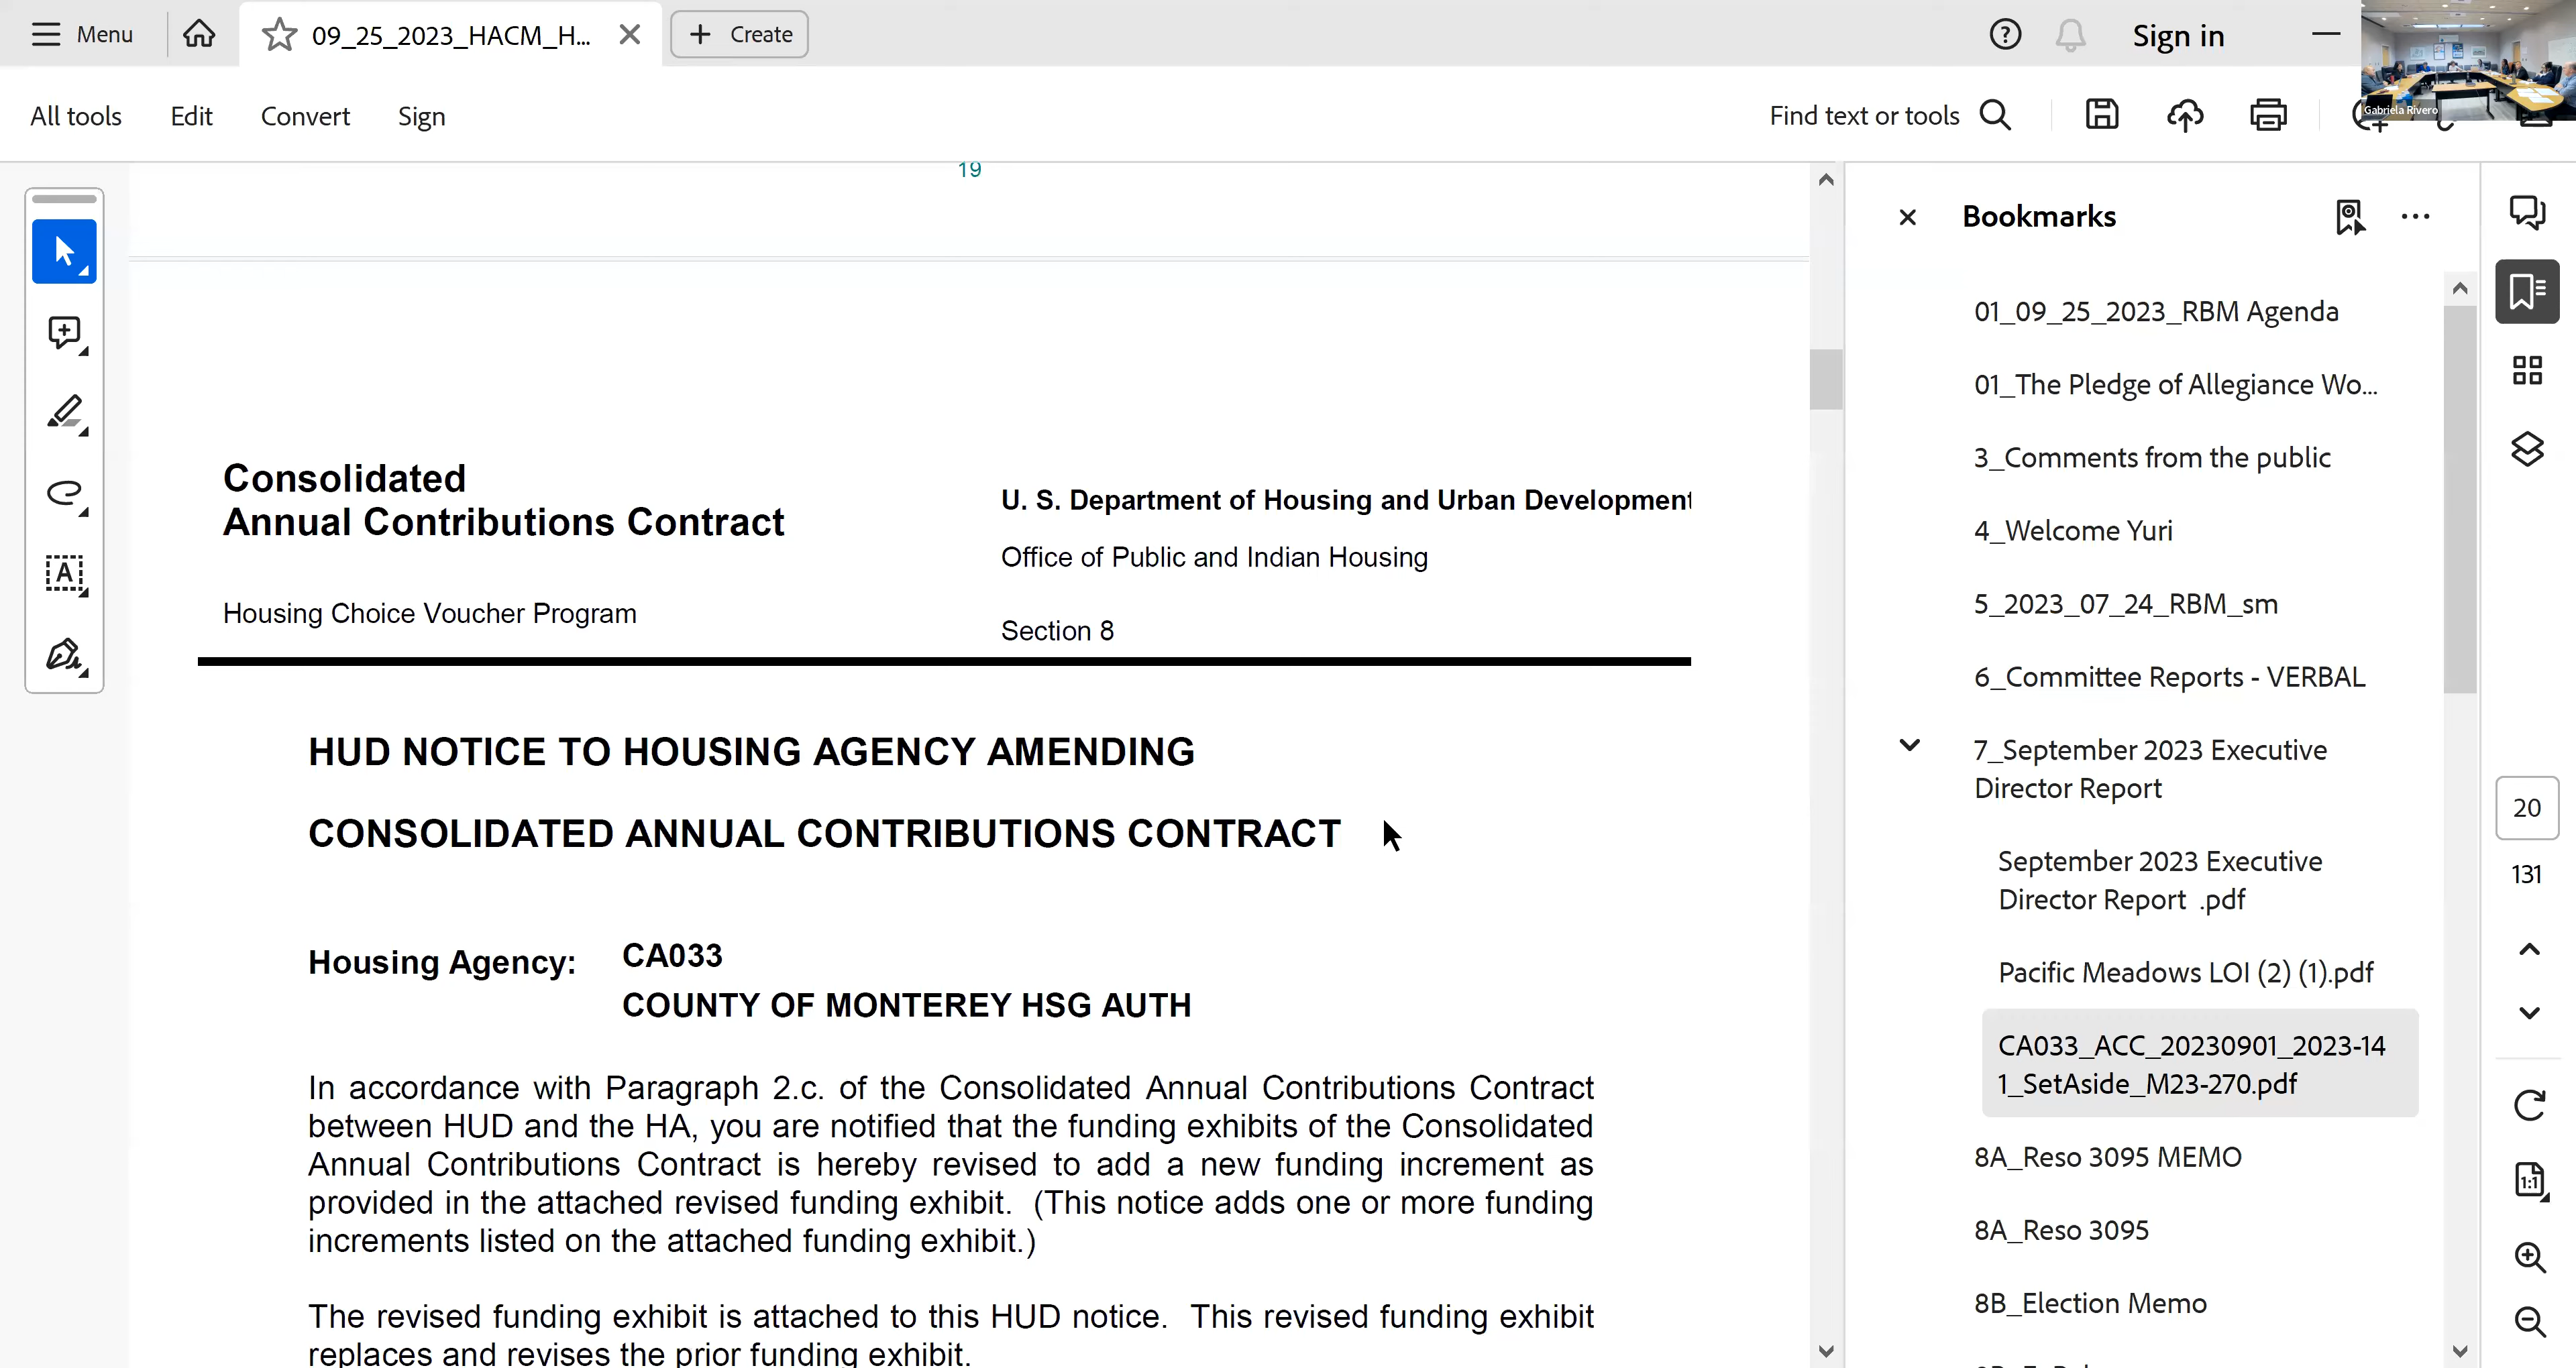 Menu
09_25_2023_HACM_H...
Create
Sign in
Gabriela Rivero
All tools
Edit
Convert
Sign
Find text or tools
19
Consolidated
Annual Contributions Contract
Housing Choice Voucher Program
U. S. Department of Housing and Urban Development
Office of Public and Indian Housing
Section 8
HUD NOTICE TO HOUSING AGENCY AMENDING
CONSOLIDATED ANNUAL CONTRIBUTIONS CONTRACT
Housing Agency: CA033
COUNTY OF MONTEREY HSG AUTH
In accordance with Paragraph 2.c. of the Consolidated Annual Contributions Contract
between HUD and the HA, you are notified that the funding exhibits of the Consolidated
Annual Contributions Contract is hereby revised to add a new funding increment as
provided in the attached revised funding exhibit. (This notice adds one or more funding
increments listed on the attached funding exhibit.)
The revised funding exhibit is attached to this HUD notice. This revised funding exhibit
replaces and revises the prior funding exhibit.
Bookmarks
01_09_25_2023_RBM Agenda
01_The Pledge of Allegiance Wo...
3_Comments from the public
4_Welcome Yuri
5_2023_07_24_RBM_sm
6_Committee Reports - VERBAL
7_September 2023 Executive
Director Report
September 2023 Executive
Director Report .pdf
Pacific Meadows LOI (2) (1).pdf
CA033_ACC_20230901_2023-14
1_SetAside_M23-270.pdf
8A_Reso 3095 MEMO
8A_Reso 3095
8B_Election Memo
20
131
1:1